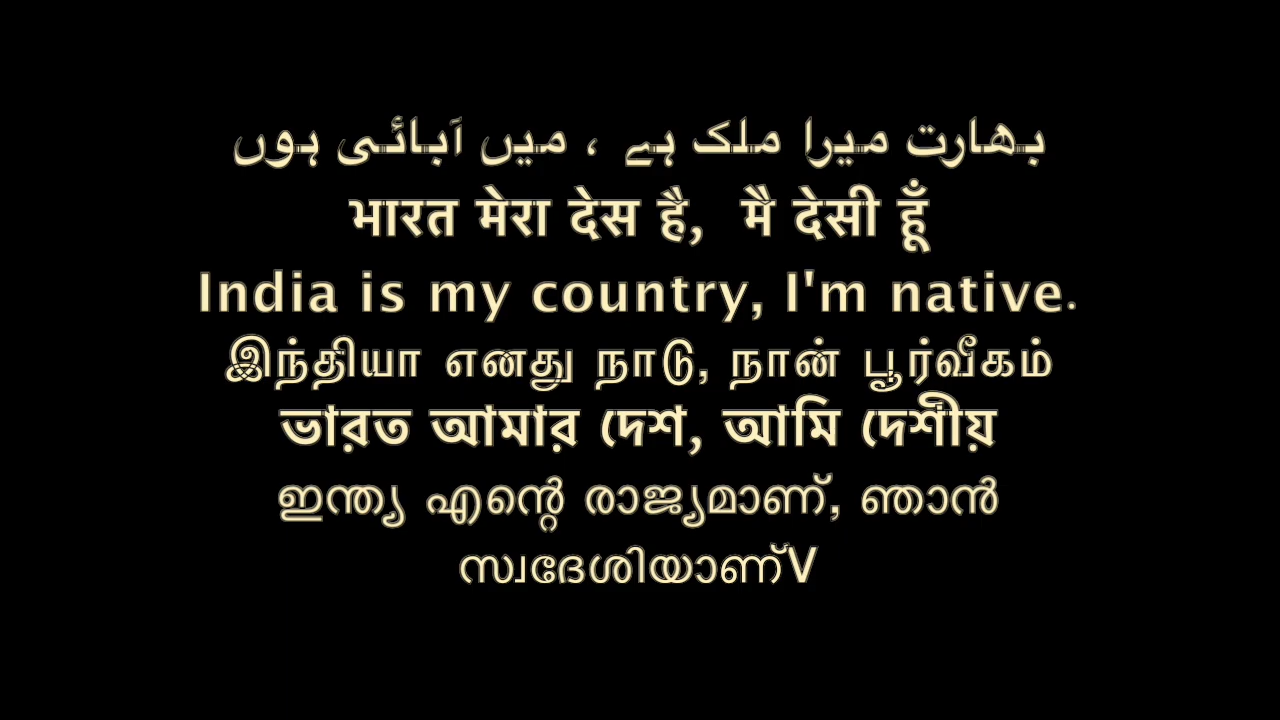 بھارت میرا ملک ہے ، میں آبائی ہوں
भारत मेरा देस है, मै देसी हूँ
India is my country, I'm native.
இந்தியா எனது நாடு, நான் பூர்வீகம்
ভারত আমার দেশ, আমি দেশীয়
ഇന്ത്യ എന്റെ രാജ്യമാണ്, ഞാൻ
സ്വദേശിയാണ്V